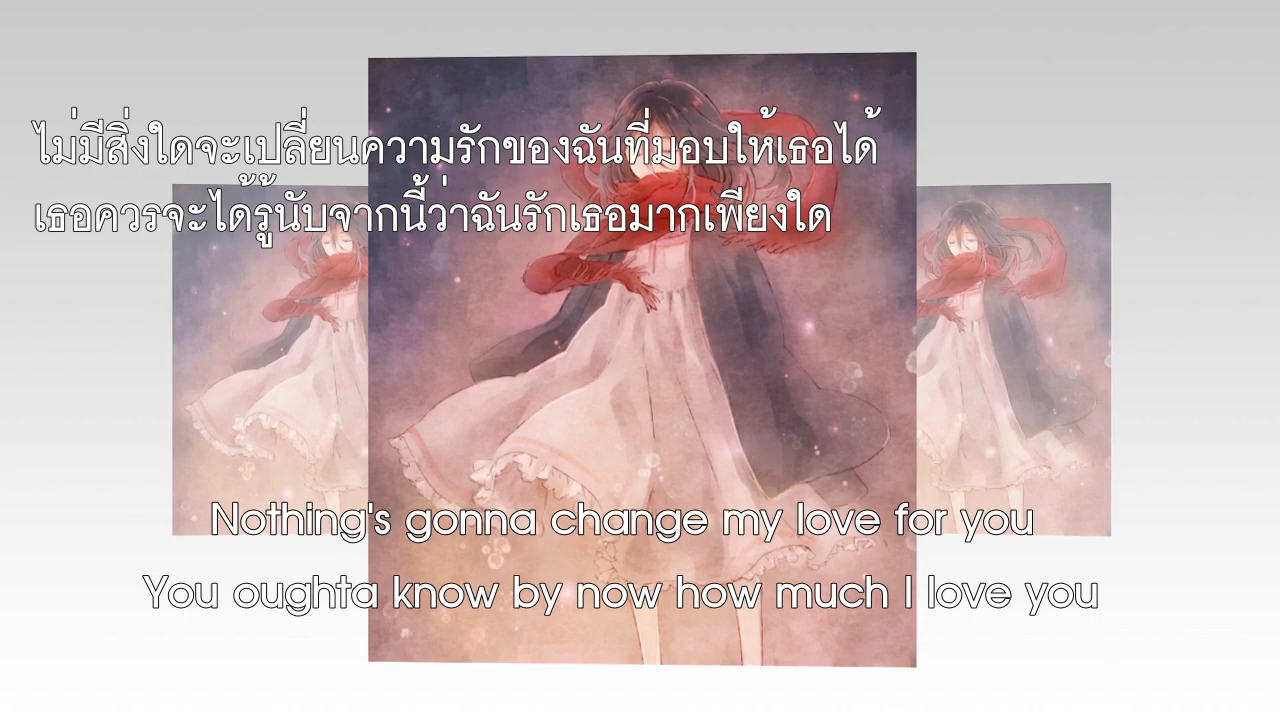 ไม่มีสิ่งใดจะเปลี่ยนความรักของฉันที่มอบให้เธอได้
เธอควรจะได้รู้นับจากนี้ว่าฉันรักเธอมากเพียงใด
Nothing's gonna change my love for you
You oughta know by now how much I love you